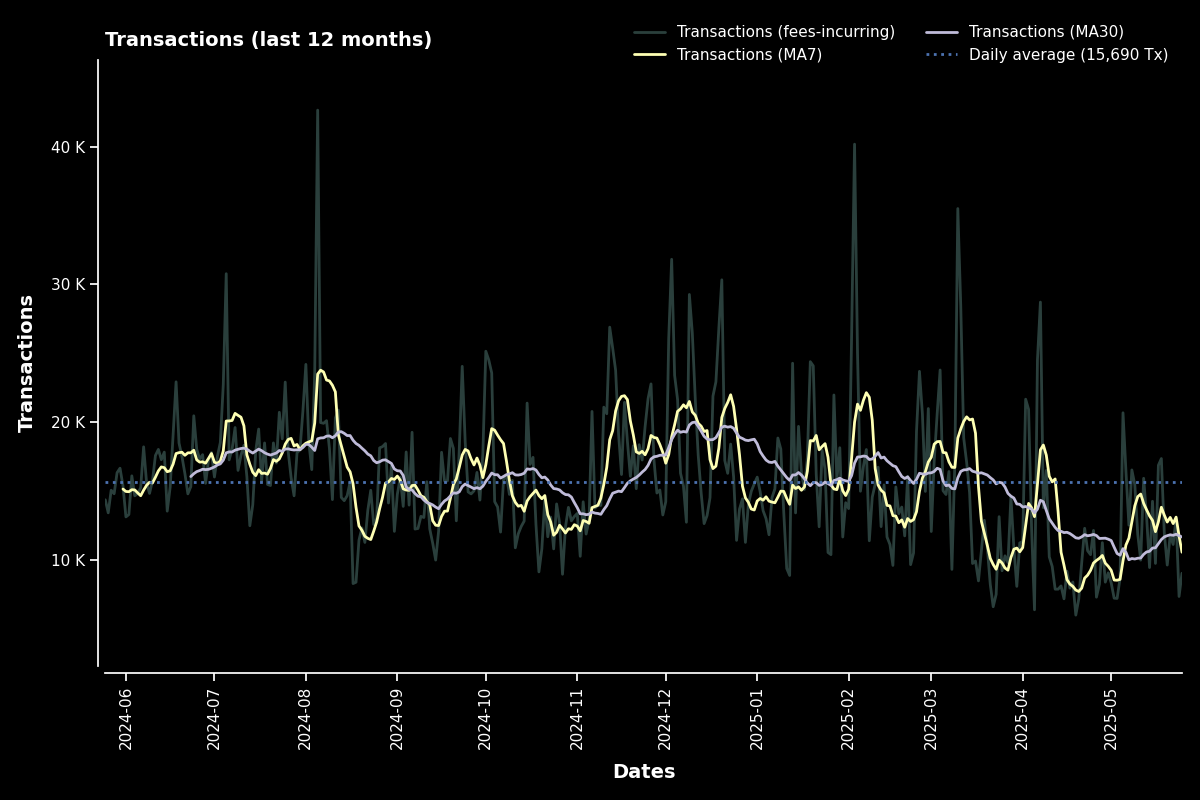 Transactions (last 12 months)
Transactions (fees-incurring)
Transactions (MA7)
Transactions (MA30)
Daily average (15,690 Tx)
Transactions
40 K
30 K
20 K
10 K
2024-06
2024-07
2024-08
2024-09
2024-10
2024-11
2024-12
2025-01
2025-02
2025-03
2025-04
2025-05
Dates